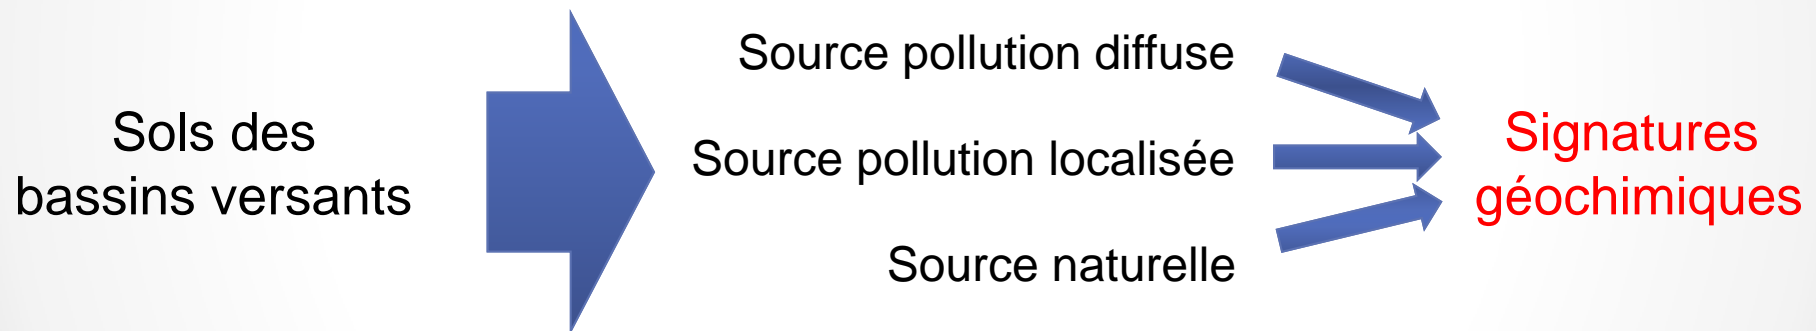 Sols des
bassins versants
Source pollution diffuse
Source pollution localisée
Source naturelle
Signatures
géochimiques